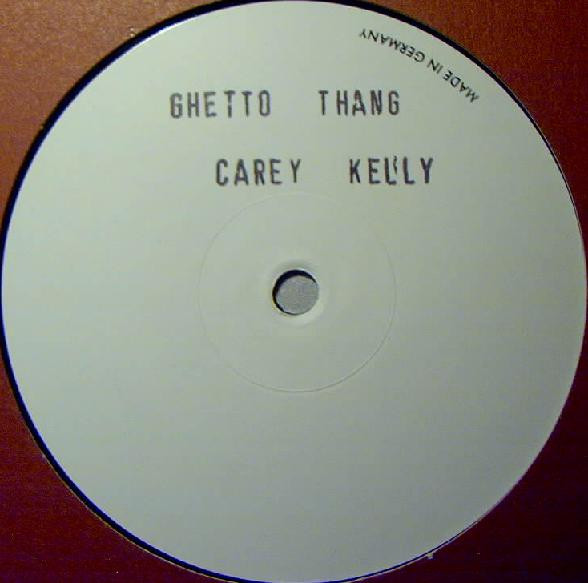 MADE IN GERMANY
GHETTO THANG
CAREY KELLY